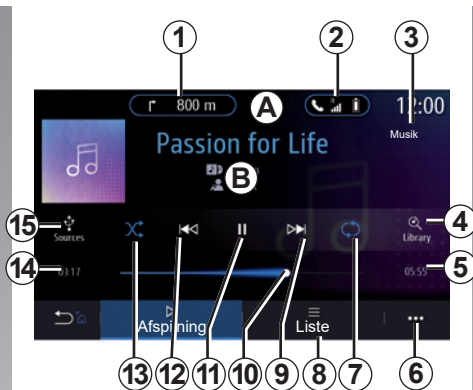 1 2 3
800 m A 12:00
Musik
Passion for Life
B
15 4
Sources Library
14 03:17 05:55 5
Afspilning Liste
13 12 11 10 9 8 7 6